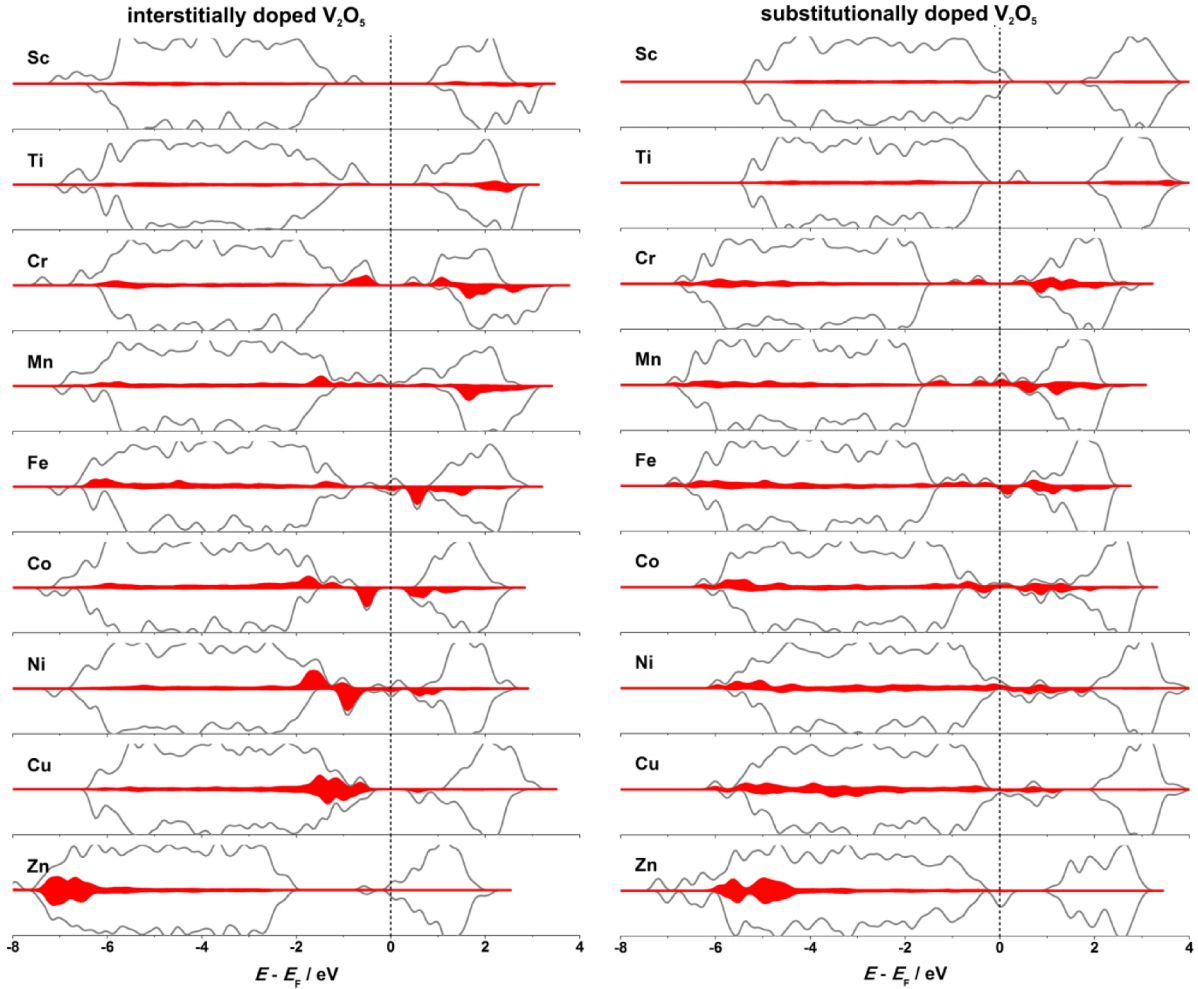 interstitially doped V₂O₅
substitutionally doped V₂O₅
Sc
Ti
Cr
Mn
Fe
Co
Ni
Cu
Zn
-8 -6 -4 -2 0 2 4
E - E_F / eV
Sc
Ti
Cr
Mn
Fe
Co
Ni
Cu
Zn
-8 -6 -4 -2 0 2 4
E - E_F / eV